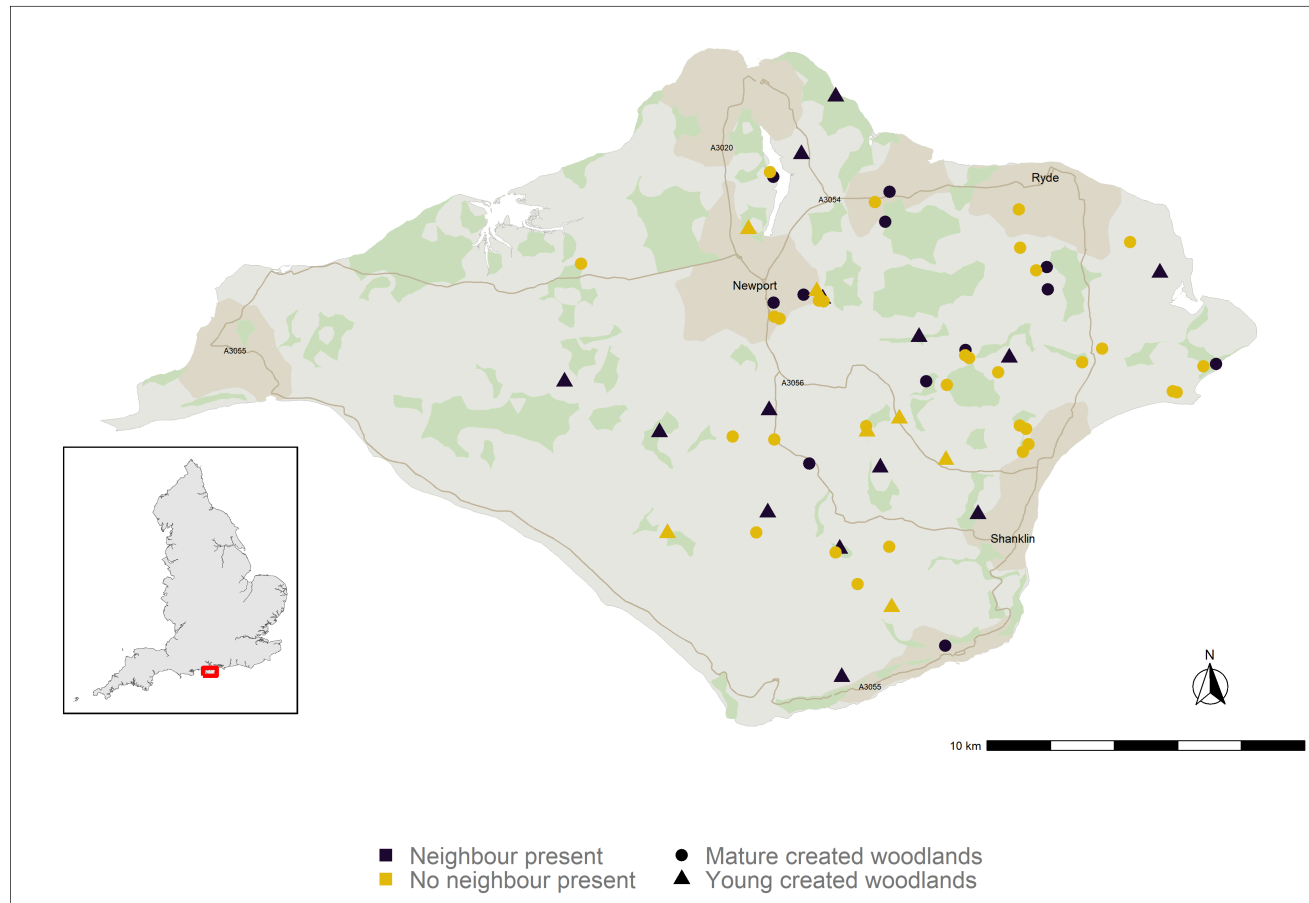 A3020
Ryde
A3054
Newport
A3055
A3056
Shanklin
N
A3055
10 km
Neighbour present
Mature created woodlands
No neighbour present
Young created woodlands